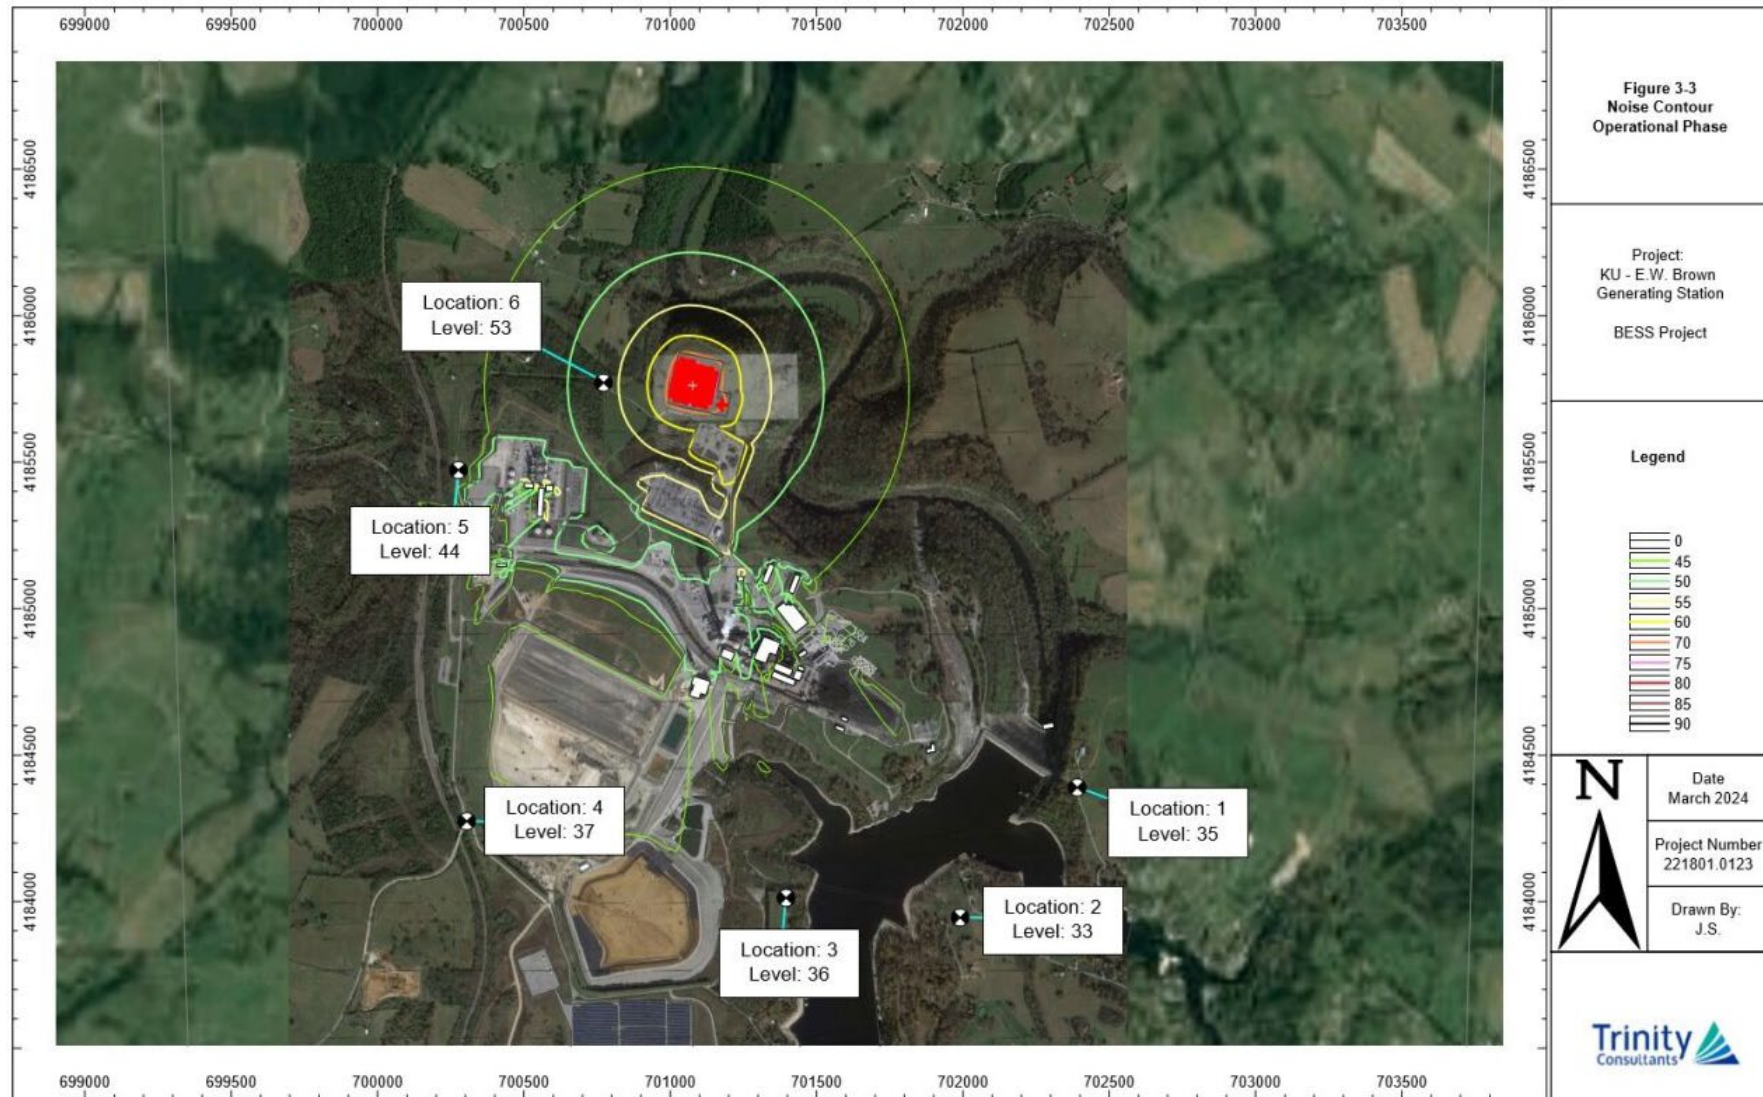 699000 699500 700000 700500 701000 701500 702000 702500 703000 703500
4186500
4186000
4185500
4185000
4184500
4184000
Location: 6
Level: 53
Location: 5
Level: 44
Location: 4
Level: 37
Location: 3
Level: 36
Location: 2
Level: 33
Location: 1
Level: 35
4186500
4186000
4185500
4185000
4184500
4184000
699000 699500 700000 700500 701000 701500 702000 702500 703000 703500
Figure 3-3
Noise Contour
Operational Phase
Project:
KU - E.W. Brown
Generating Station
BESS Project
Legend
0
45
50
55
60
70
75
80
85
90
N
Date
March 2024
Project Number
221801.0123
Drawn By:
J.S.
Trinity
Consultants